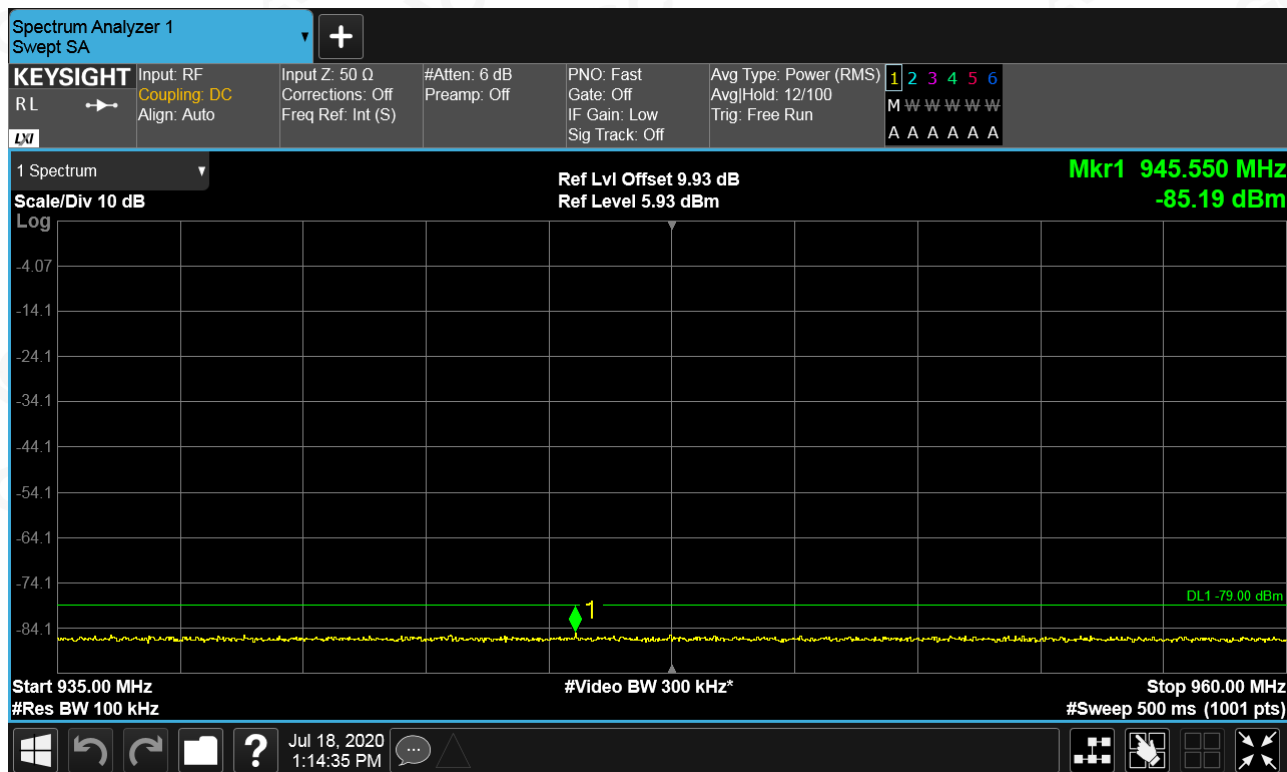 Spectrum Analyzer 1
Swept SA
▼
+
KEYSIGHT
RL
LXI
Input: RF
Coupling: DC
Align: Auto
Input Z: 50 Ω
Corrections: Off
Freq Ref: Int (S)
#Atten: 6 dB
Preamp: Off
PNO: Fast
Gate: Off
IF Gain: Low
Sig Track: Off
Avg Type: Power (RMS)
Avg|Hold: 12/100
Trig: Free Run
1 2 3 4 5 6
M W W W W W
A A A A A A
1 Spectrum ▼
Scale/Div 10 dB
Log
Ref Lvl Offset 9.93 dB
Ref Level 5.93 dBm
Mkr1 945.550 MHz
-85.19 dBm
-4.07
-14.1
-24.1
-34.1
-44.1
-54.1
-64.1
-74.1
-84.1
DL1 -79.00 dBm
1
Start 935.00 MHz
#Res BW 100 kHz
#Video BW 300 kHz*
Stop 960.00 MHz
#Sweep 500 ms (1001 pts)
?
Jul 18, 2020
1:14:35 PM